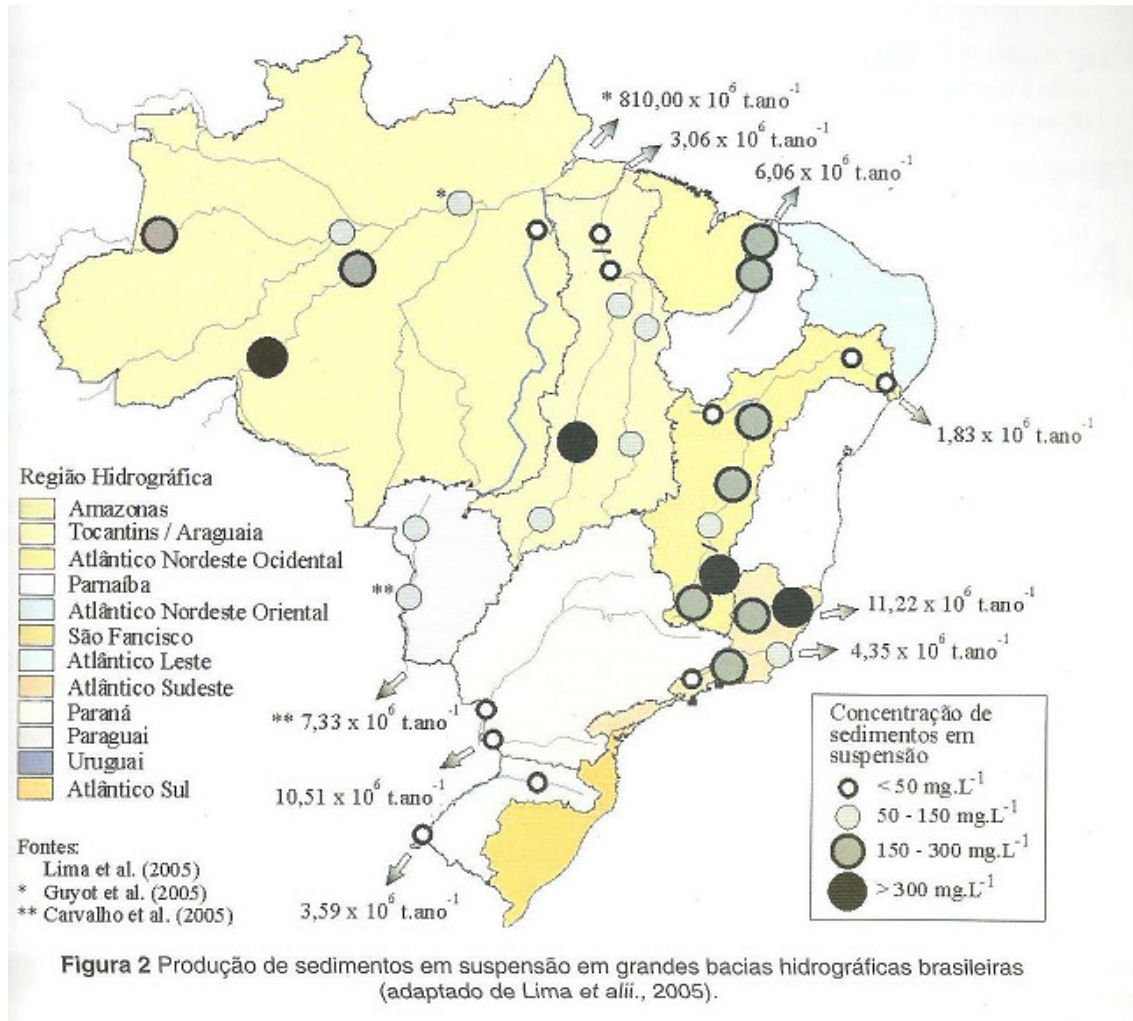 * 810,00 x 10⁶ t.ano⁻¹
3,06 x 10⁶ t.ano⁻¹
6,06 x 10⁶ t.ano⁻¹
*
1,83 x 10⁶ t.ano⁻¹
Região Hidrográfica
Amazonas
Tocantins / Araguaia
Atlântico Nordeste Ocidental
Parnaíba
Atlântico Nordeste Oriental
São Fancisco
Atlântico Leste
Atlântico Sudeste
Paraná
Paraguai
Uruguai
Atlântico Sul
**
11,22 x 10⁶ t.ano⁻¹
4,35 x 10⁶ t.ano⁻¹
** 7,33 x 10⁶ t.ano⁻¹
10,51 x 10⁶ t.ano⁻¹
3,59 x 10⁶ t.ano⁻¹
Concentração de
sedimentos em
suspensão
< 50 mg.L⁻¹
50 - 150 mg.L⁻¹
150 - 300 mg.L⁻¹
> 300 mg.L⁻¹
Fontes:
Lima et al. (2005)
* Guyot et al. (2005)
** Carvalho et al. (2005)
Figura 2 Produção de sedimentos em suspensão em grandes bacias hidrográficas brasileiras
(adaptado de Lima et alii., 2005).